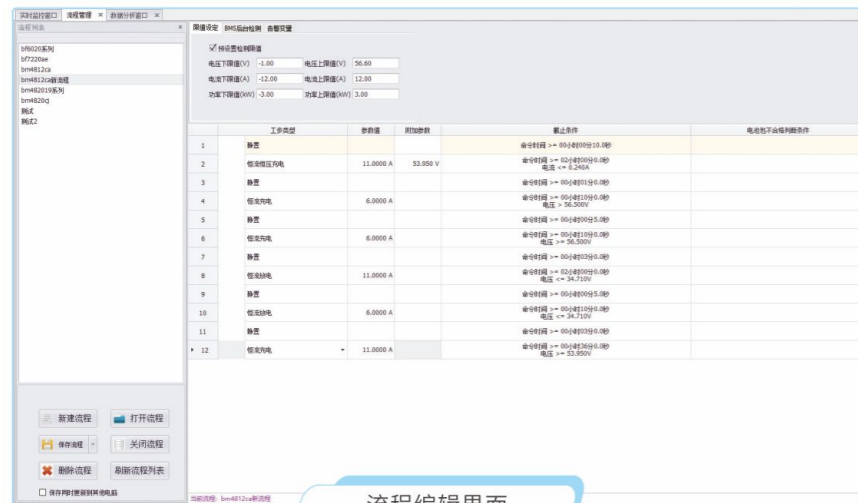 实时监控窗口 流程管理 × 数据分析窗口 ×
流程列表
bf6020系列
bf7220ae
bm4812ca
bm4812ca新流程
bm482019系列
bm4820cj
测试
测试2
新建流程 打开流程
保存流程 关闭流程
删除流程 刷新流程列表
保存同时更新到其他电脑
限值设定 BMS后台检测 告警变量
预设置检测限值
电压下限值(V) -1.00 电压上限值(V) 56.60
电流下限值(A) -12.00 电流上限值(A) 12.00
功率下限值(kW) -3.00 功率上限值(kW) 3.00
工步类型 参数值 附加参数 截止条件 电池包不合格判断条件
1 静置 命令时间 >= 00小时00分10.0秒
2 恒流恒压充电 11.0000 A 53.950 V 命令时间 >= 02小时00分0.0秒
电流 <= 0.240A
3 静置 命令时间 >= 00小时01分0.0秒
4 恒流充电 6.0000 A 命令时间 >= 00小时10分0.0秒
电压 > 56.500V
5 静置 命令时间 >= 00小时00分5.0秒
6 恒流充电 6.0000 A 命令时间 >= 00小时10分0.0秒
电压 >= 56.500V
7 静置 命令时间 >= 00小时03分0.0秒
8 恒流放电 11.0000 A 命令时间 >= 02小时00分0.0秒
电压 <= 34.710V
9 静置 命令时间 >= 00小时00分5.0秒
10 恒流放电 6.0000 A 命令时间 >= 00小时10分0.0秒
电压 <= 34.710V
11 静置 命令时间 >= 00小时03分0.0秒
12 恒流充电 11.0000 A 命令时间 >= 00小时36分0.0秒
电压 >= 53.950V
当前流程: bm4812ca新流程
流程编辑界面